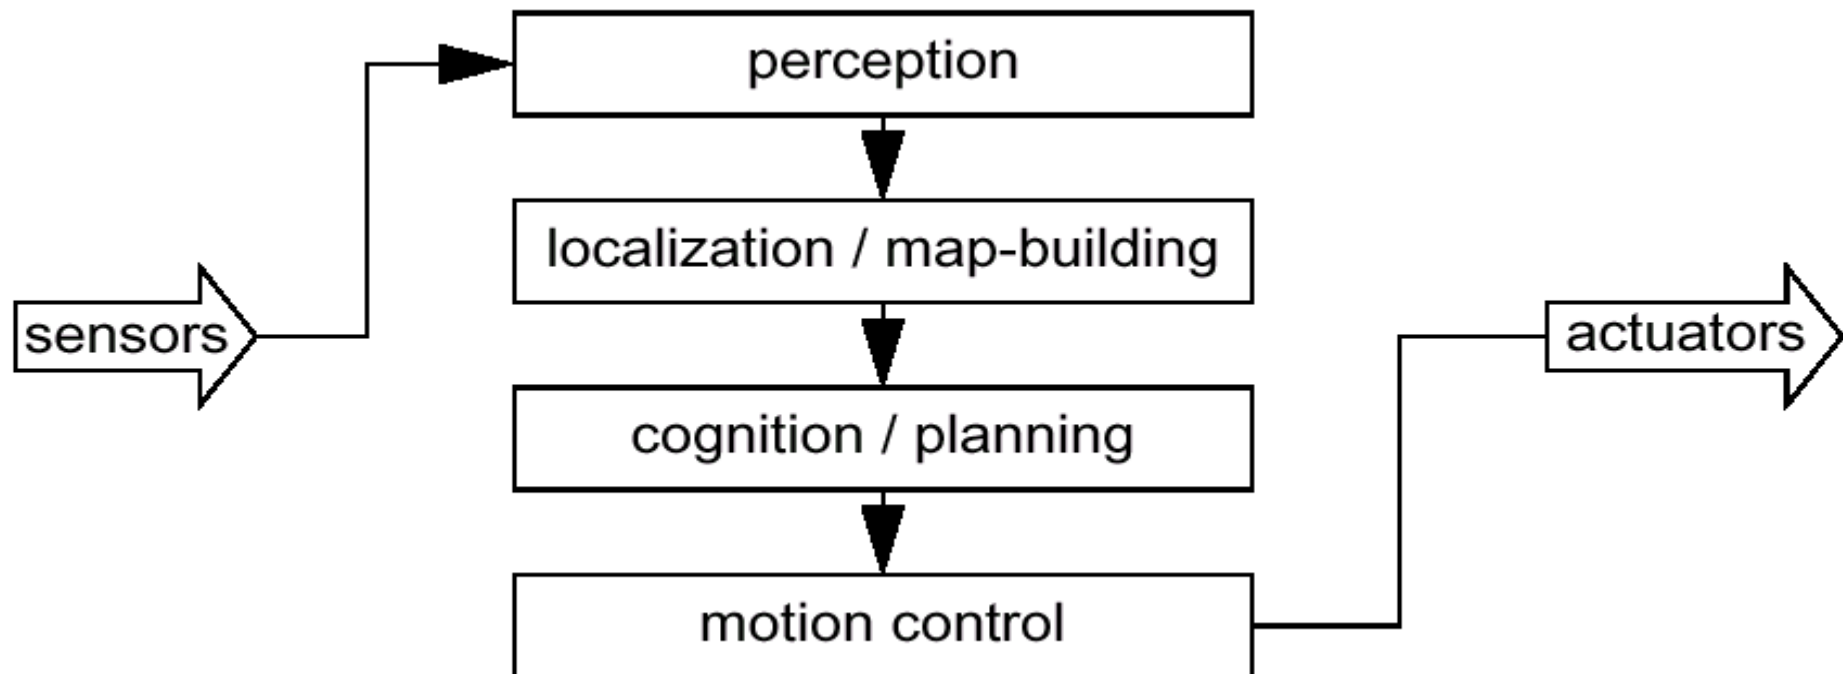 perception
localization / map-building
sensors
actuators
cognition / planning
motion control